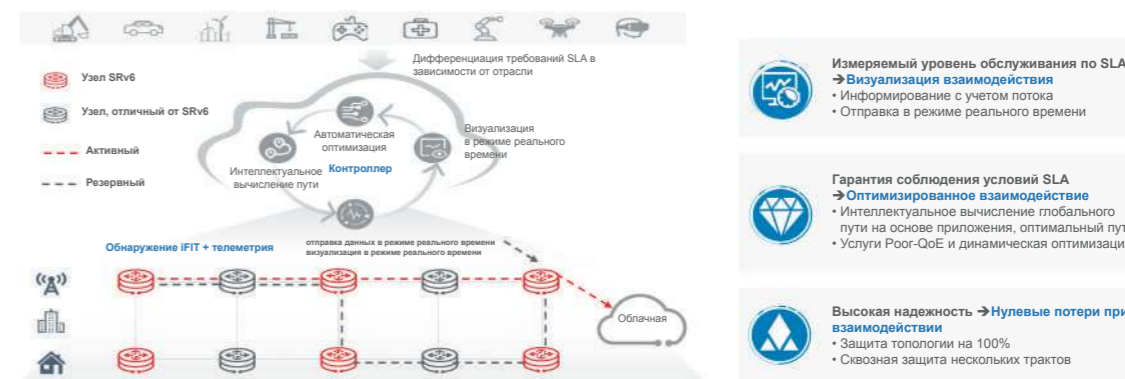 Дифференциация требований SLA в
зависимости от отрасли
Узел SRv6
Узел, отличный от SRv6
Активный
Резервный
Автоматическая
оптимизация
Визуализация
в режиме реального
времени
Интеллектуальное
вычисление пути
Контроллер
Обнаружение iFIT + телеметрия
отправка данных в режиме реального времени
визуализация в режиме реального времени
Облачная
Измеряемый уровень обслуживания по SLA
➔Визуализация взаимодействия
• Информирование с учетом потока
• Отправка в режиме реального времени
Гарантия соблюдения условий SLA
➔Оптимизированное взаимодействие
• Интеллектуальное вычисление глобального
пути на основе приложения, оптимальный пут
• Услуги Poor-QoE и динамическая оптимизаци
Высокая надежность ➔Нулевые потери при
взаимодействии
• Защита топологии на 100%
• Сквозная защита нескольких трактов